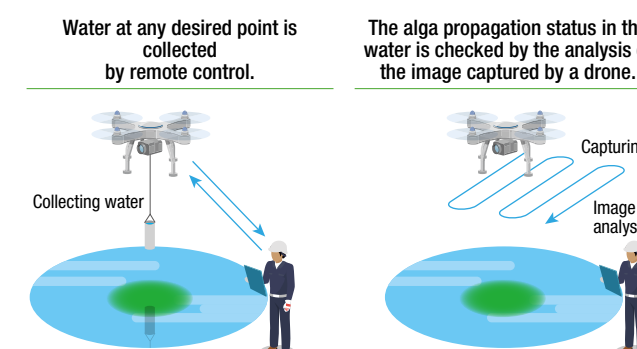 Water at any desired point is
collected
by remote control.
The alga propagation status in
water is checked by the analysis
the image captured by a drone.
Collecting water
Image